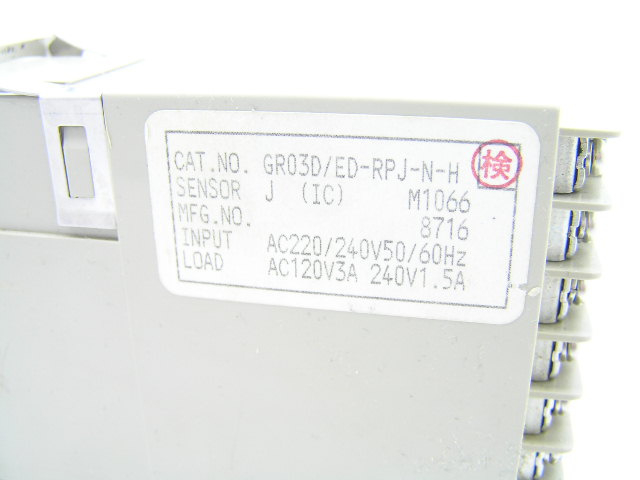 CAT.NO. GR03D/ED-RPJ-N-H 検
SENSOR J (IC) M1066
MFG.NO. 8716
INPUT AC220/240V50/60Hz
LOAD AC120V3A 240V1.5A